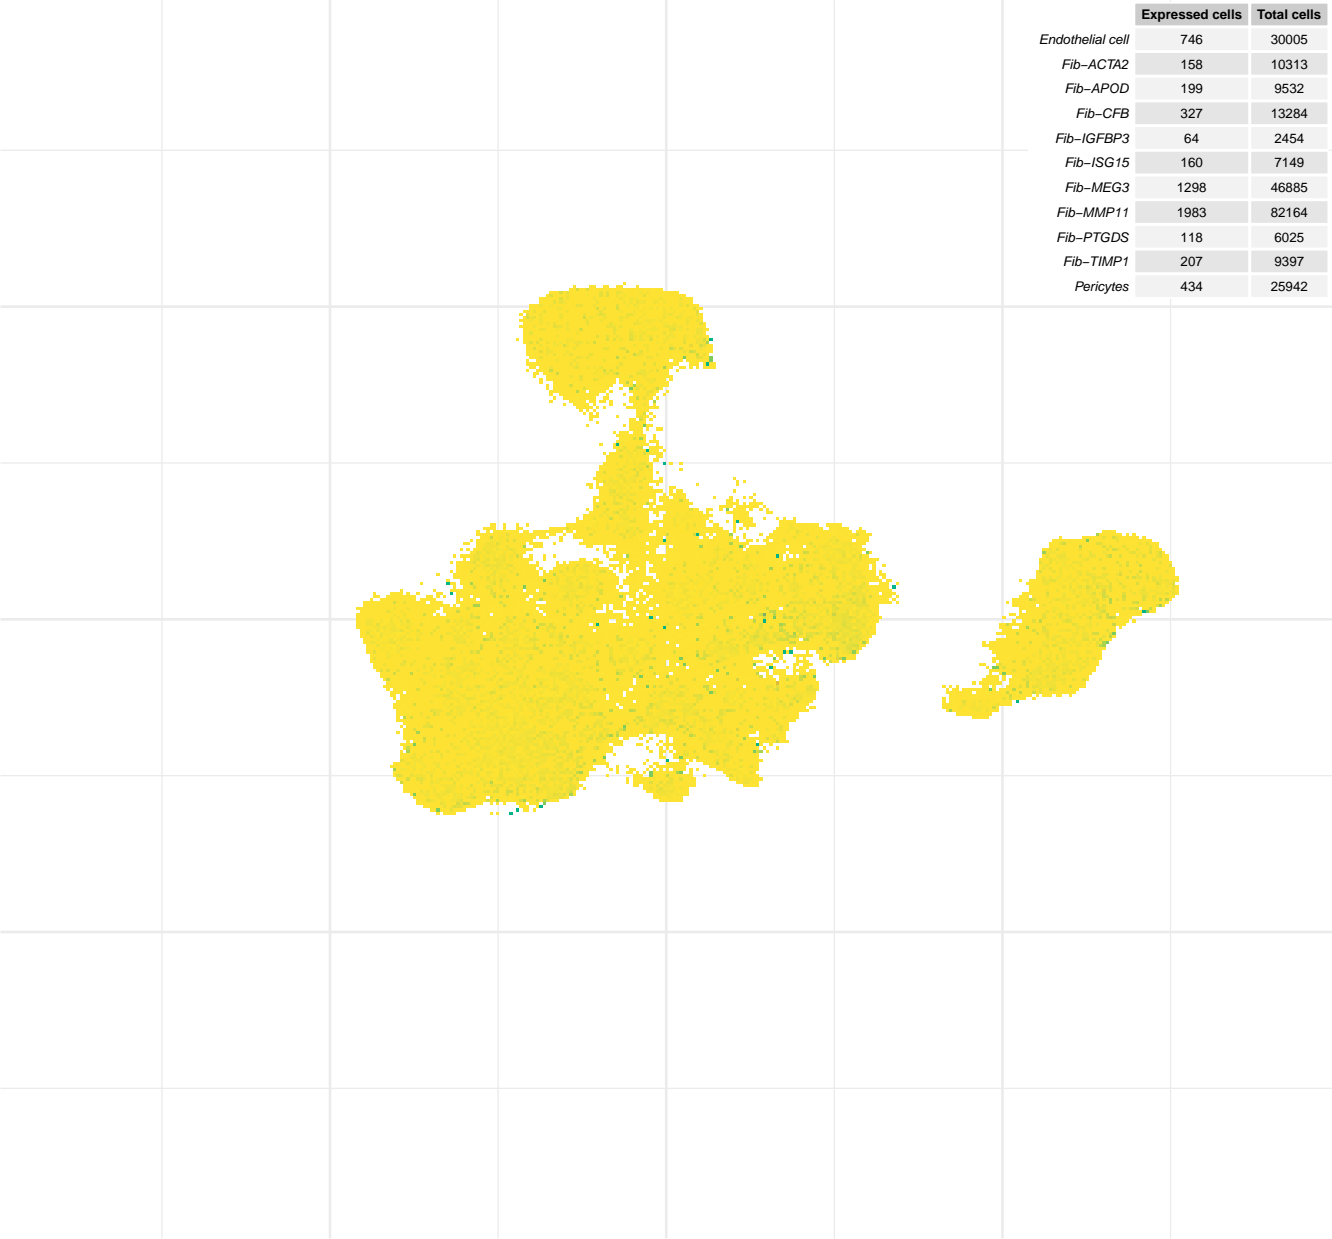 Expressed cells Total cells
Endothelial cell 746 30005
Fib−ACTA2 158 10313
Fib−APOD 199 9532
Fib−CFB 327 13284
Fib−IGFBP3 64 2454
Fib−ISG15 160 7149
Fib−MEG3 1298 46885
Fib−MMP11 1983 82164
Fib−PTGDS 118 6025
Fib−TIMP1 207 9397
Pericytes 434 25942